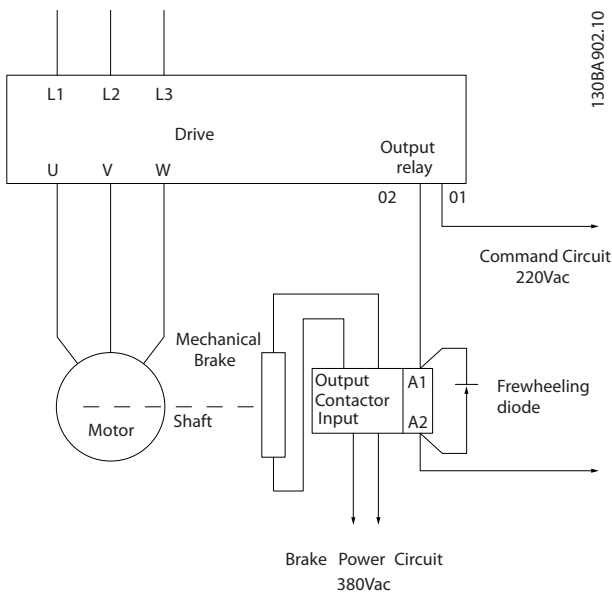 130BA902.10
L1 L2 L3
Drive
U V W
Output
relay
02 01
Command Circuit
220Vac
Mechanical
Brake
Output
Contactor
Input
A1
A2
Frewheeling
diode
Shaft
Motor
Brake Power Circuit
380Vac